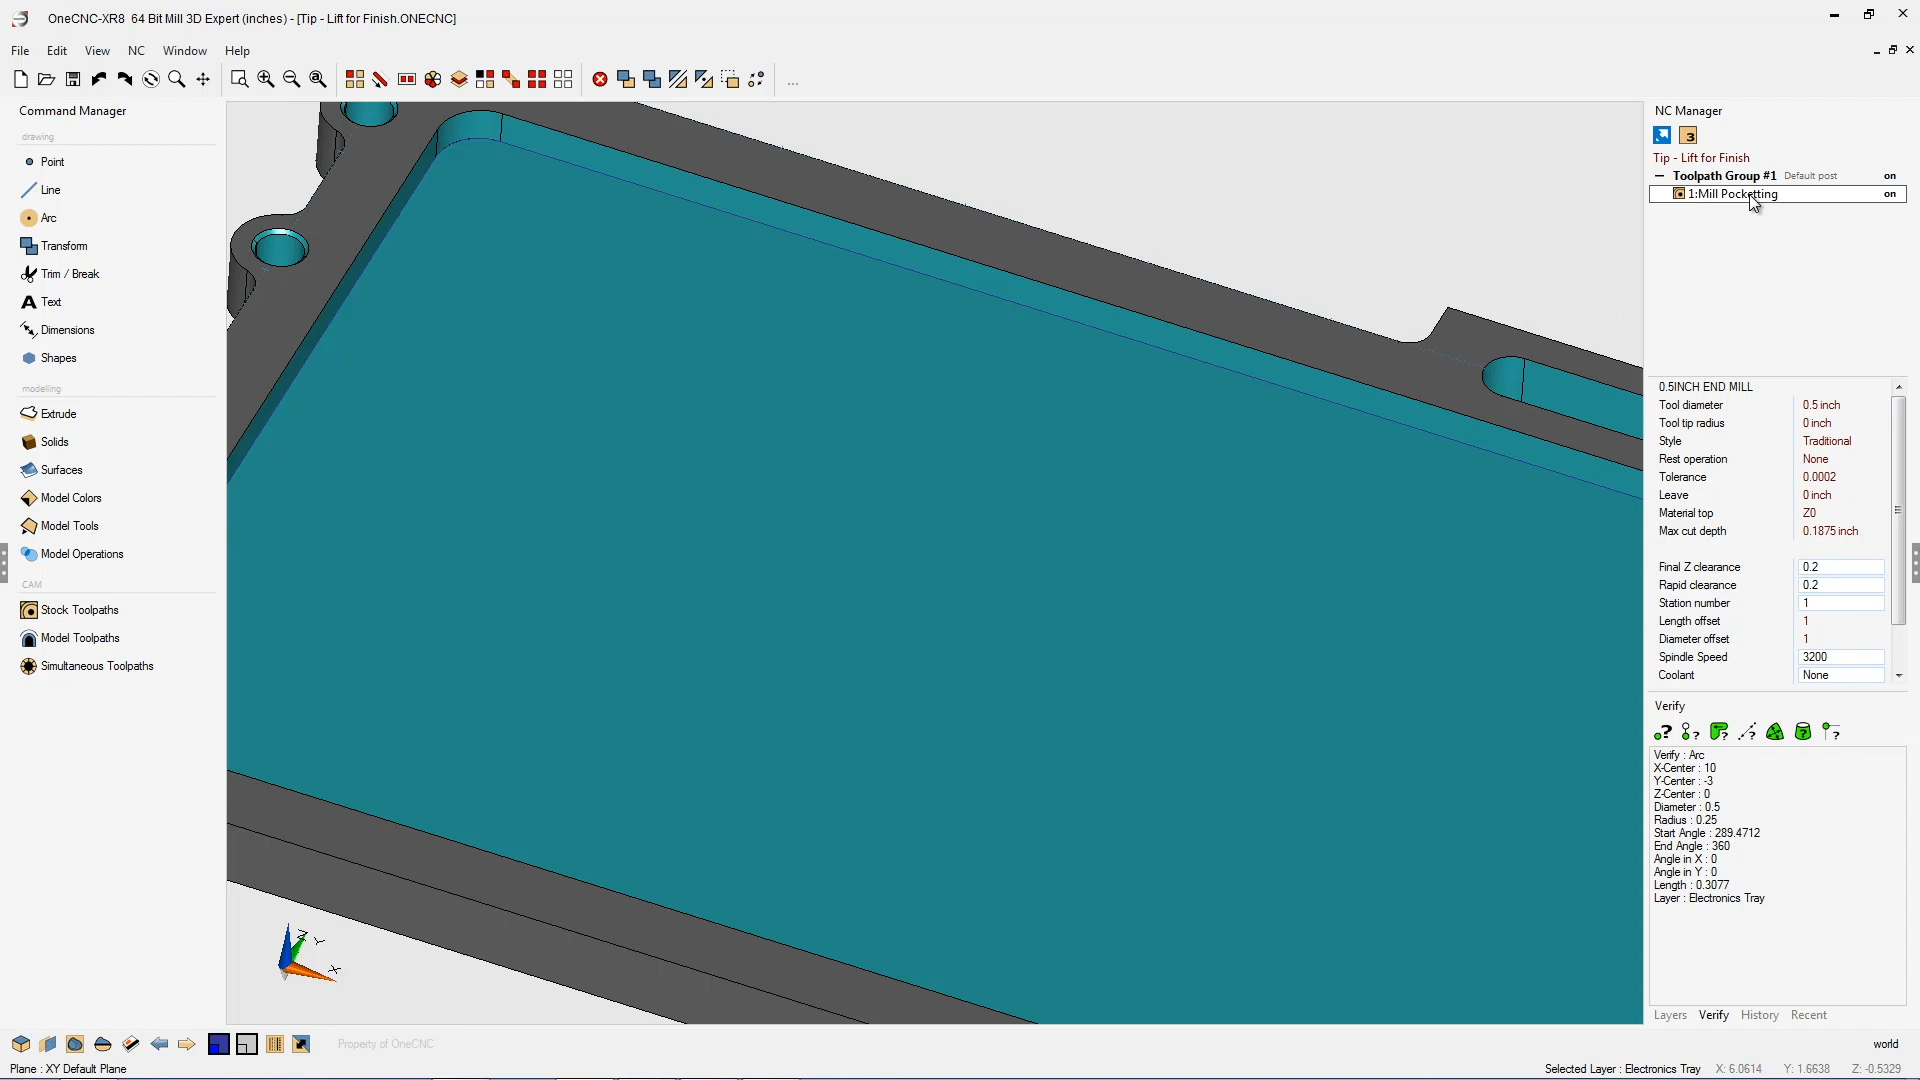 OneCNC-XR8 64 Bit Mill 3D Expert (inches) - [Tip - Lift for Finish.ONECNC]
File Edit View NC Window Help
...
Command Manager
drawing
Point
Line
Arc
Transform
Trim / Break
Text
Dimensions
Shapes
modelling
Extrude
Solids
Surfaces
Model Colors
Model Tools
Model Operations
CAM
Stock Toolpaths
Model Toolpaths
Simultaneous Toolpaths
Z Y
X
NC Manager
3
Tip - Lift for Finish
Toolpath Group #1 Default post on
1:Mill Pocketting on
0.5INCH END MILL
Tool diameter 0.5 inch
Tool tip radius 0 inch
Style Traditional
Rest operation None
Tolerance 0.0002
Leave 0 inch
Material top Z0
Max cut depth 0.1875 inch
Final Z clearance 0.2
Rapid clearance 0.2
Station number 1
Length offset 1
Diameter offset 1
Spindle Speed 3200
Coolant None
Verify
Verify : Arc
X-Center : 10
Y-Center : -3
Z-Center : 0
Diameter : 0.5
Radius : 0.25
Start Angle : 289.4712
End Angle : 360
Angle in X : 0
Angle in Y : 0
Length : 0.3077
Layer : Electronics Tray
Layers Verify History Recent
Property of OneCNC
world
Plane : XY Default Plane
Selected Layer : Electronics Tray X: 6.0614 Y: 1.6638 Z: -0.5329